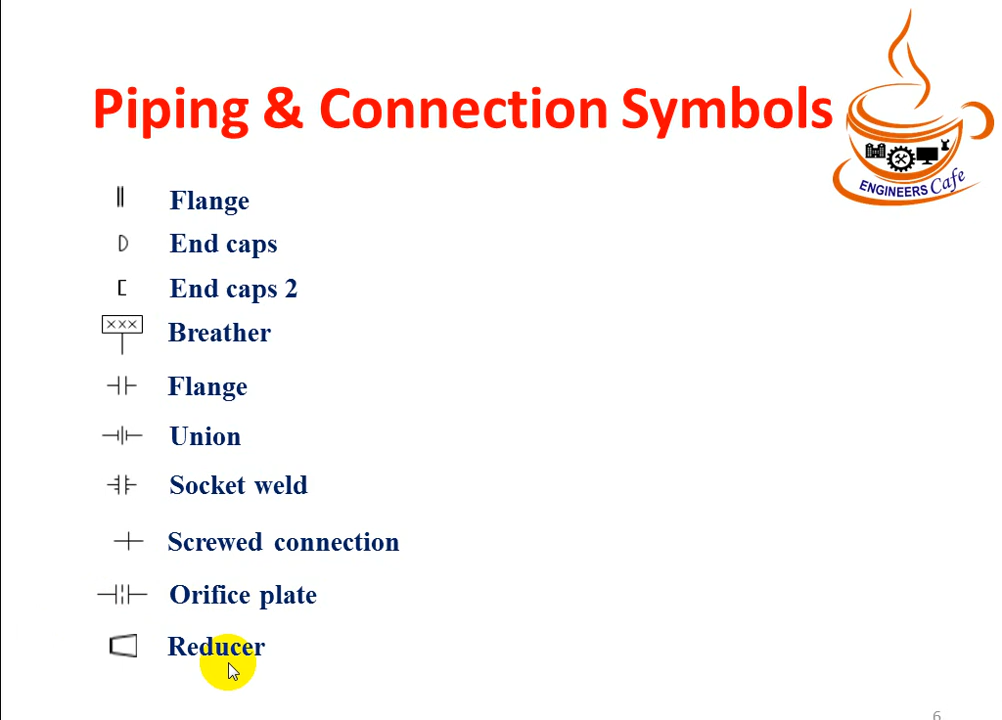 Piping & Connection Symbols
ENGINEERS Cafe
Flange
End caps
End caps 2
××× Breather
Flange
Union
Socket weld
Screwed connection
Orifice plate
Reducer
6